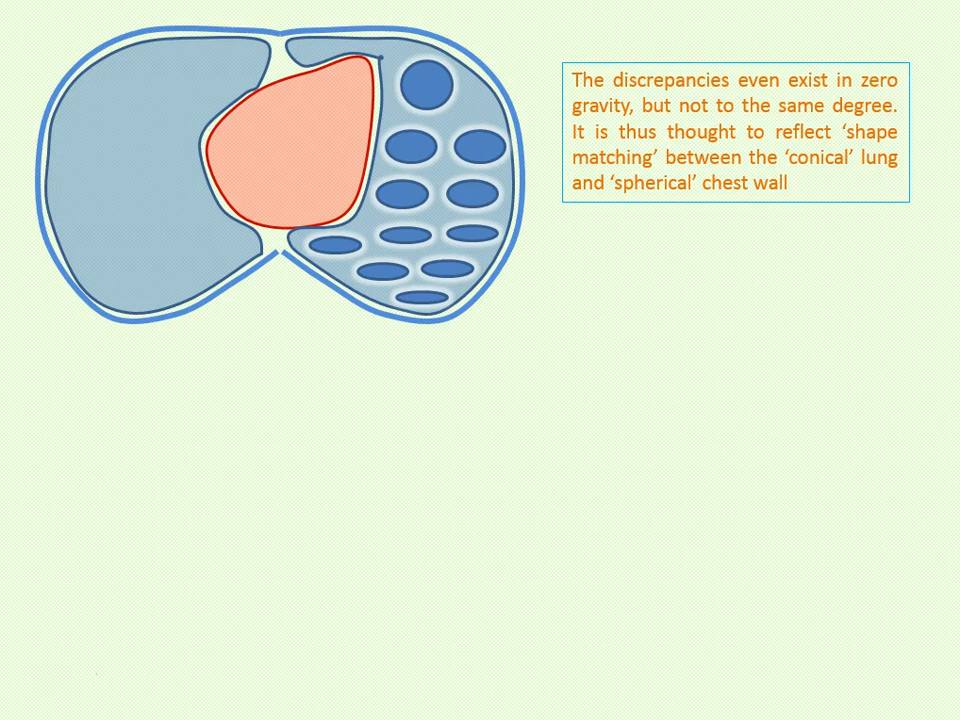 The discrepancies even exist in zero
gravity, but not to the same degree.
It is thus thought to reflect ‘shape
matching’ between the ‘conical’ lung
and ‘spherical’ chest wall